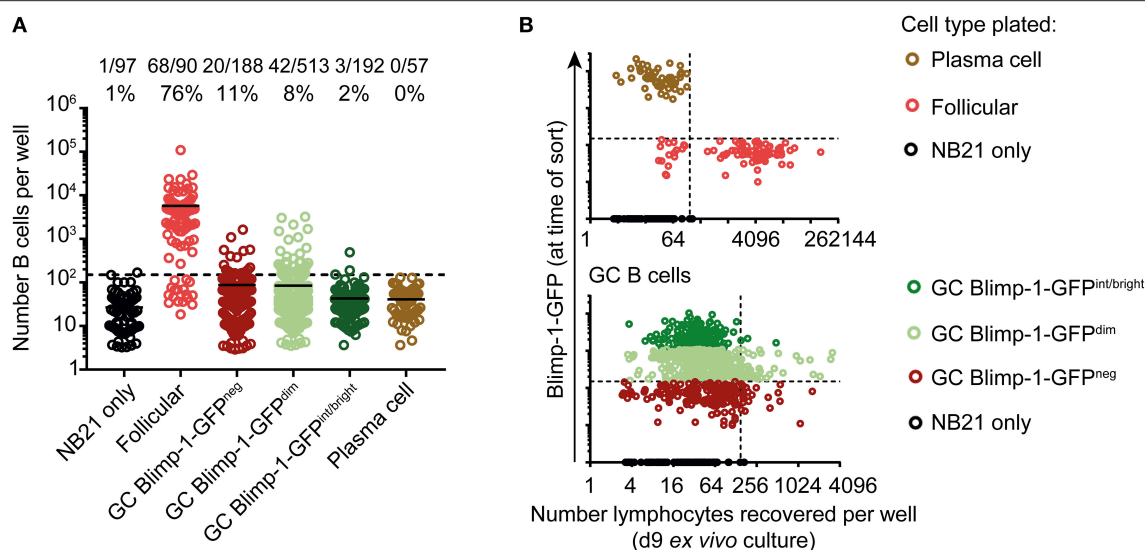 A
1/97 68/90 20/188 42/513 3/192 0/57
1% 76% 11% 8% 2% 0%
Number B cells per well
10⁶
10⁵
10⁴
10³
10²
10
1
NB21 only
Follicular
GC Blimp-1-GFPⁿᵉᵍ
GC Blimp-1-GFPᵈⁱᵐ
GC Blimp-1-GFPⁱⁿᵗ/ᵇʳⁱᵍʰᵗ
Plasma cell
B
Blimp-1-GFP (at time of sort)
1 64 4096 262144
GC B cells
1 4 16 64 256 1024 4096
Number lymphocytes recovered per well
(d9 ex vivo culture)
Cell type plated:
Plasma cell
Follicular
NB21 only
GC Blimp-1-GFPⁱⁿᵗ/ᵇʳⁱᵍʰᵗ
GC Blimp-1-GFPᵈⁱᵐ
GC Blimp-1-GFPⁿᵉᵍ
NB21 only